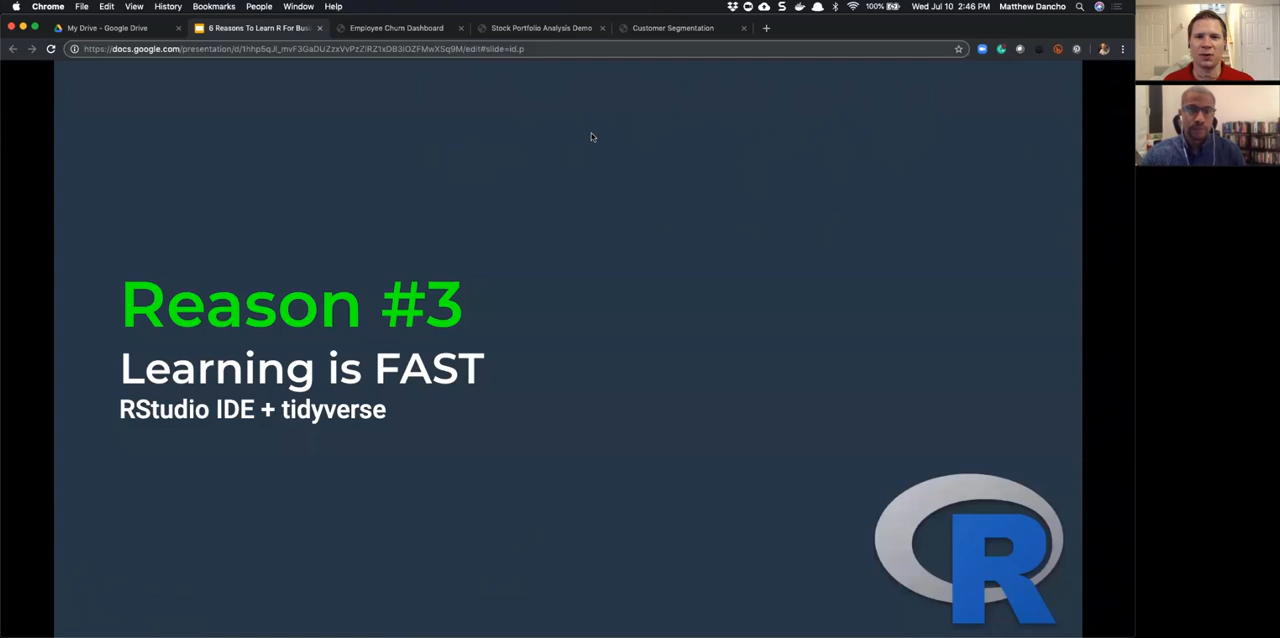 Chrome File Edit View History Bookmarks People Window Help 100% Wed Jul 10 2:46 PM Matthew Dancho
My Drive - Google Drive 6 Reasons To Learn R For Busi Employee Churn Dashboard Stock Portfolio Analysis Demo Customer Segmentation
Reason #3
Learning is FAST
RStudio IDE + tidyverse
R